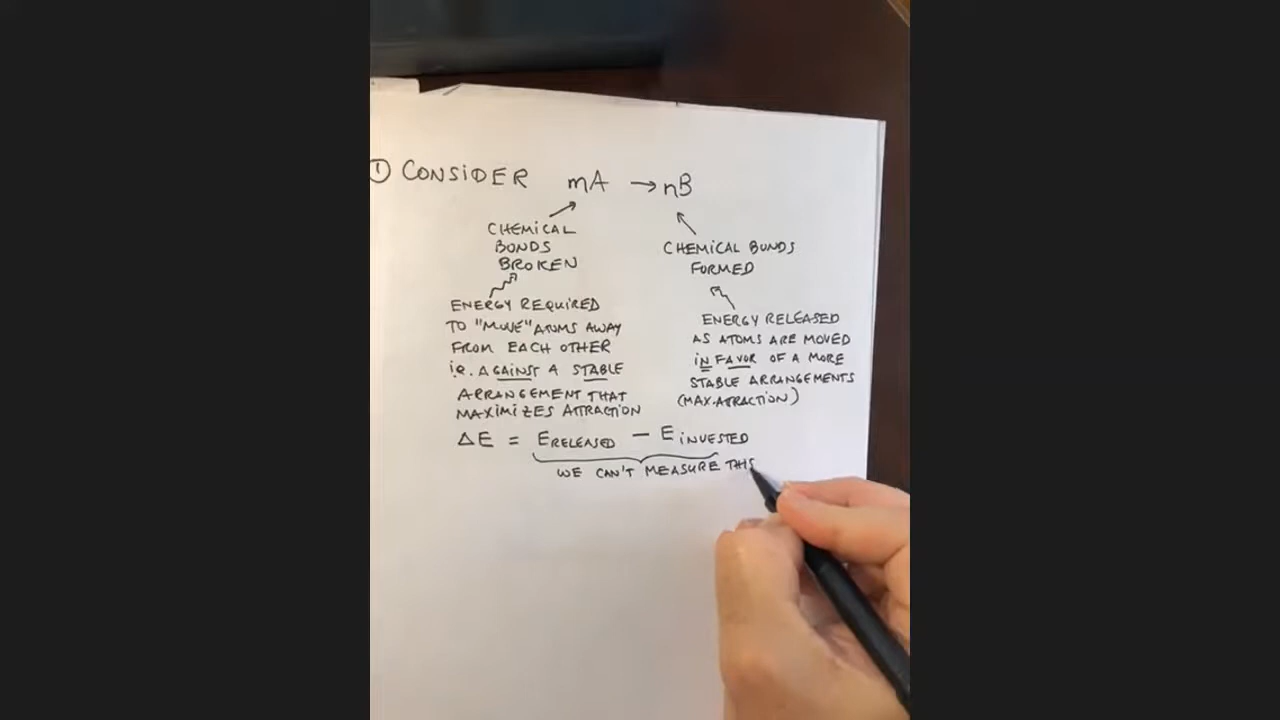 ① CONSIDER mA → nB
CHEMICAL
BONDS
BROKEN
ENERGY REQUIRED
TO "MOVE" ATOMS AWAY
FROM EACH OTHER
i.e. AGAINST A STABLE
ARRANGEMENT THAT
MAXIMIZES ATTRACTION
CHEMICAL BONDS
FORMED
ENERGY RELEASED
AS ATOMS ARE MOVED
IN FAVOR OF A MORE
STABLE ARRANGEMENTS
(MAX. ATTRACTION)
ΔE = E RELEASED - E INVESTED
WE CAN'T MEASURE THIS